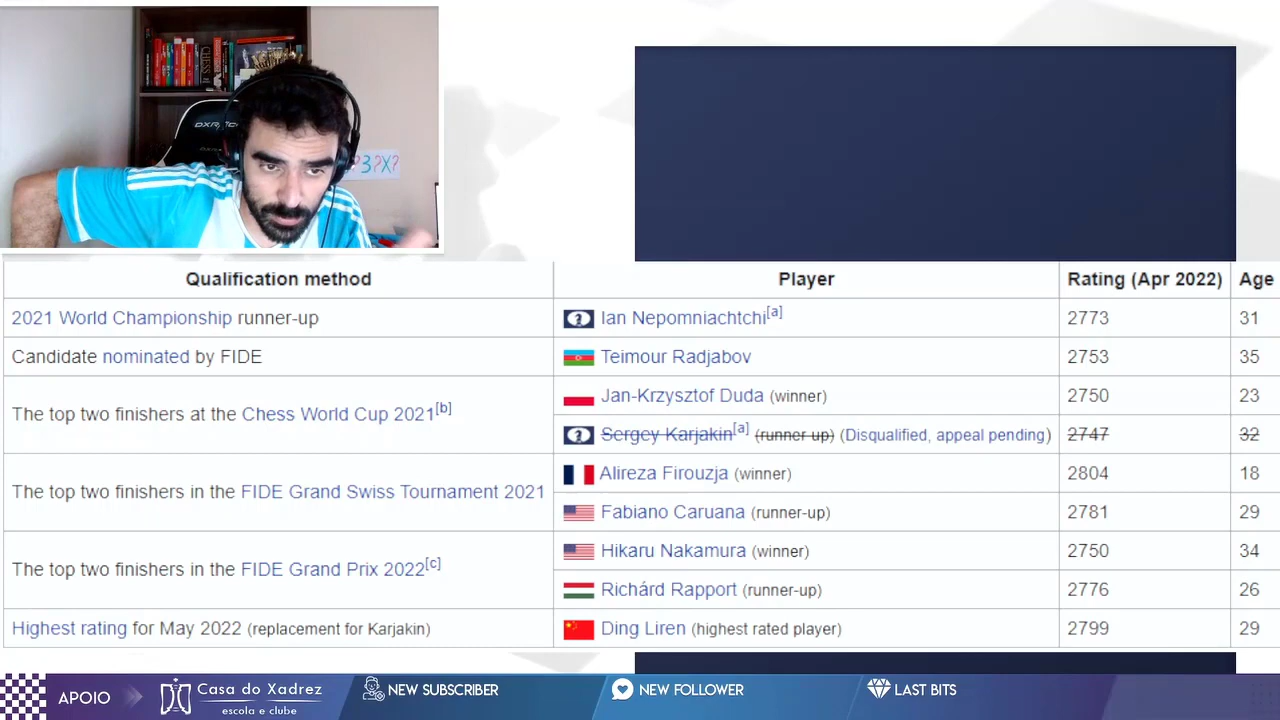 CHESS
DXRACER
?3?X?
Qualification method Player Rating (Apr 2022) Age
2021 World Championship runner-up Ian Nepomniachtchi[a] 2773 31
Candidate nominated by FIDE Teimour Radjabov 2753 35
The top two finishers at the Chess World Cup 2021[b] Jan-Krzysztof Duda (winner) 2750 23
Sergey Karjakin[a] (runner up) (Disqualified, appeal pending) 2747 32
The top two finishers in the FIDE Grand Swiss Tournament 2021 Alireza Firouzja (winner) 2804 18
Fabiano Caruana (runner-up) 2781 29
The top two finishers in the FIDE Grand Prix 2022[c] Hikaru Nakamura (winner) 2750 34
Richárd Rapport (runner-up) 2776 26
Highest rating for May 2022 (replacement for Karjakin) Ding Liren (highest rated player) 2799 29
APOIO Casa do Xadrez NEW SUBSCRIBER NEW FOLLOWER LAST BITS
escola e clube